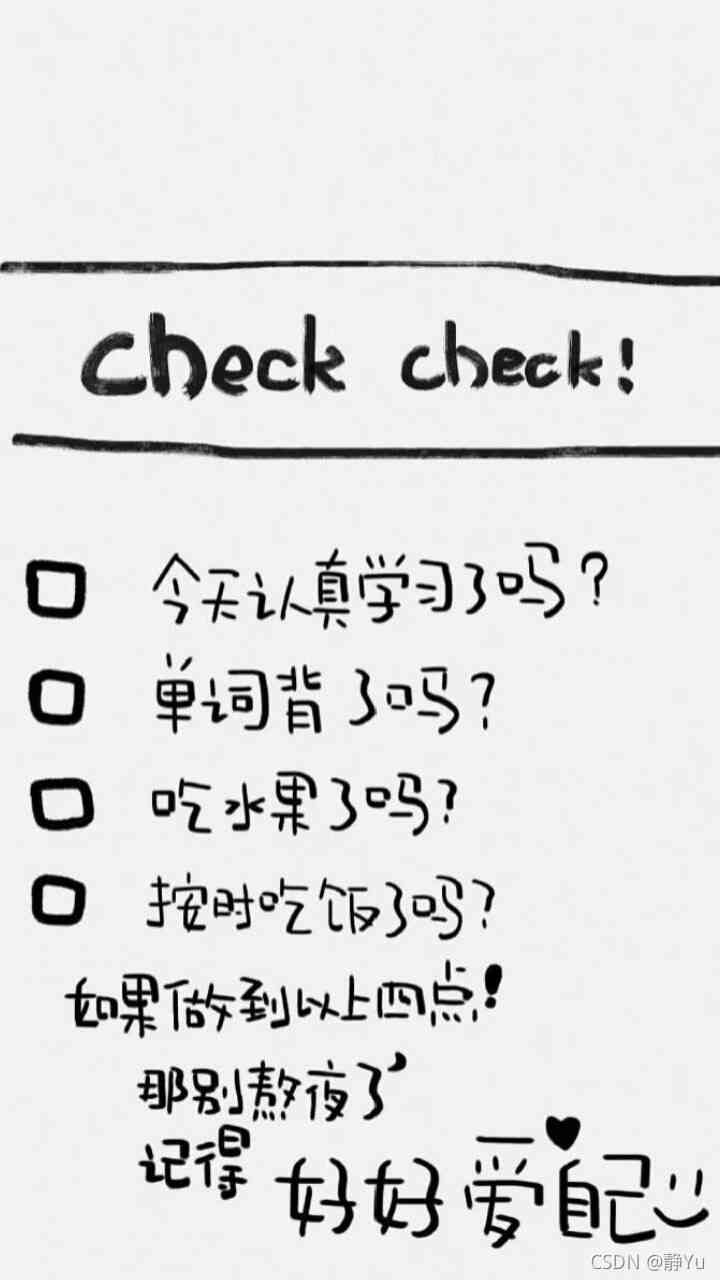 check check!
今天认真学习了吗?
单词背了吗?
吃水果了吗?
按时吃饭了吗?
如果做到以上四点!
那别熬夜了
记得 好好爱自己
CSDN @静Yu